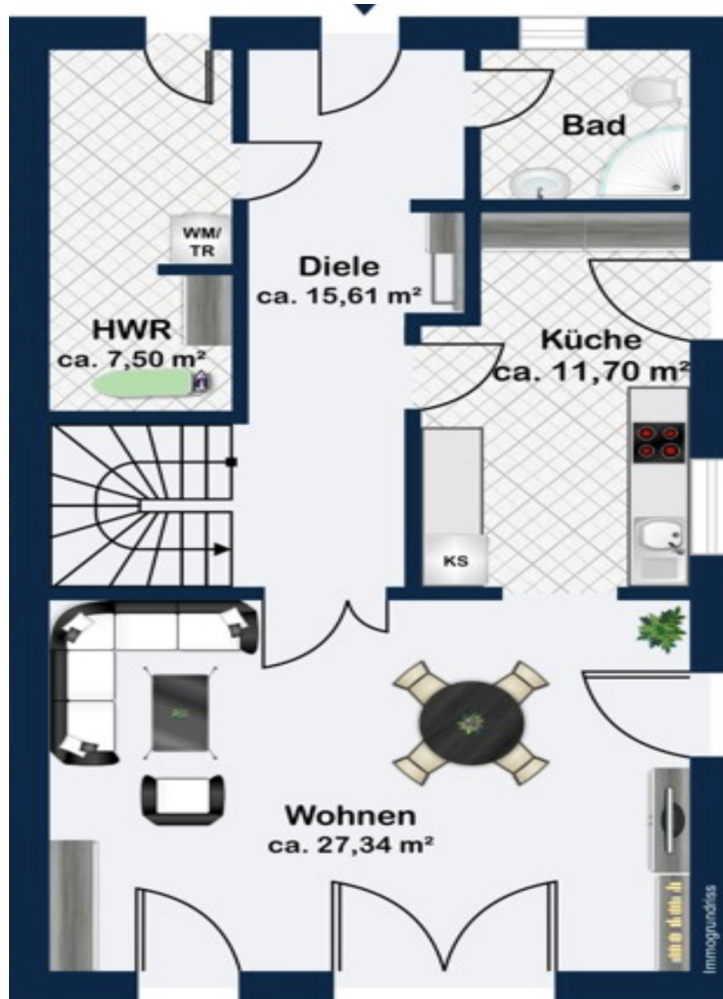 Bad
WM/
TR
Diele
ca. 15,61 m²
HWR
ca. 7,50 m²
Küche
ca. 11,70 m²
KS
Wohnen
ca. 27,34 m²
Immogrundriss